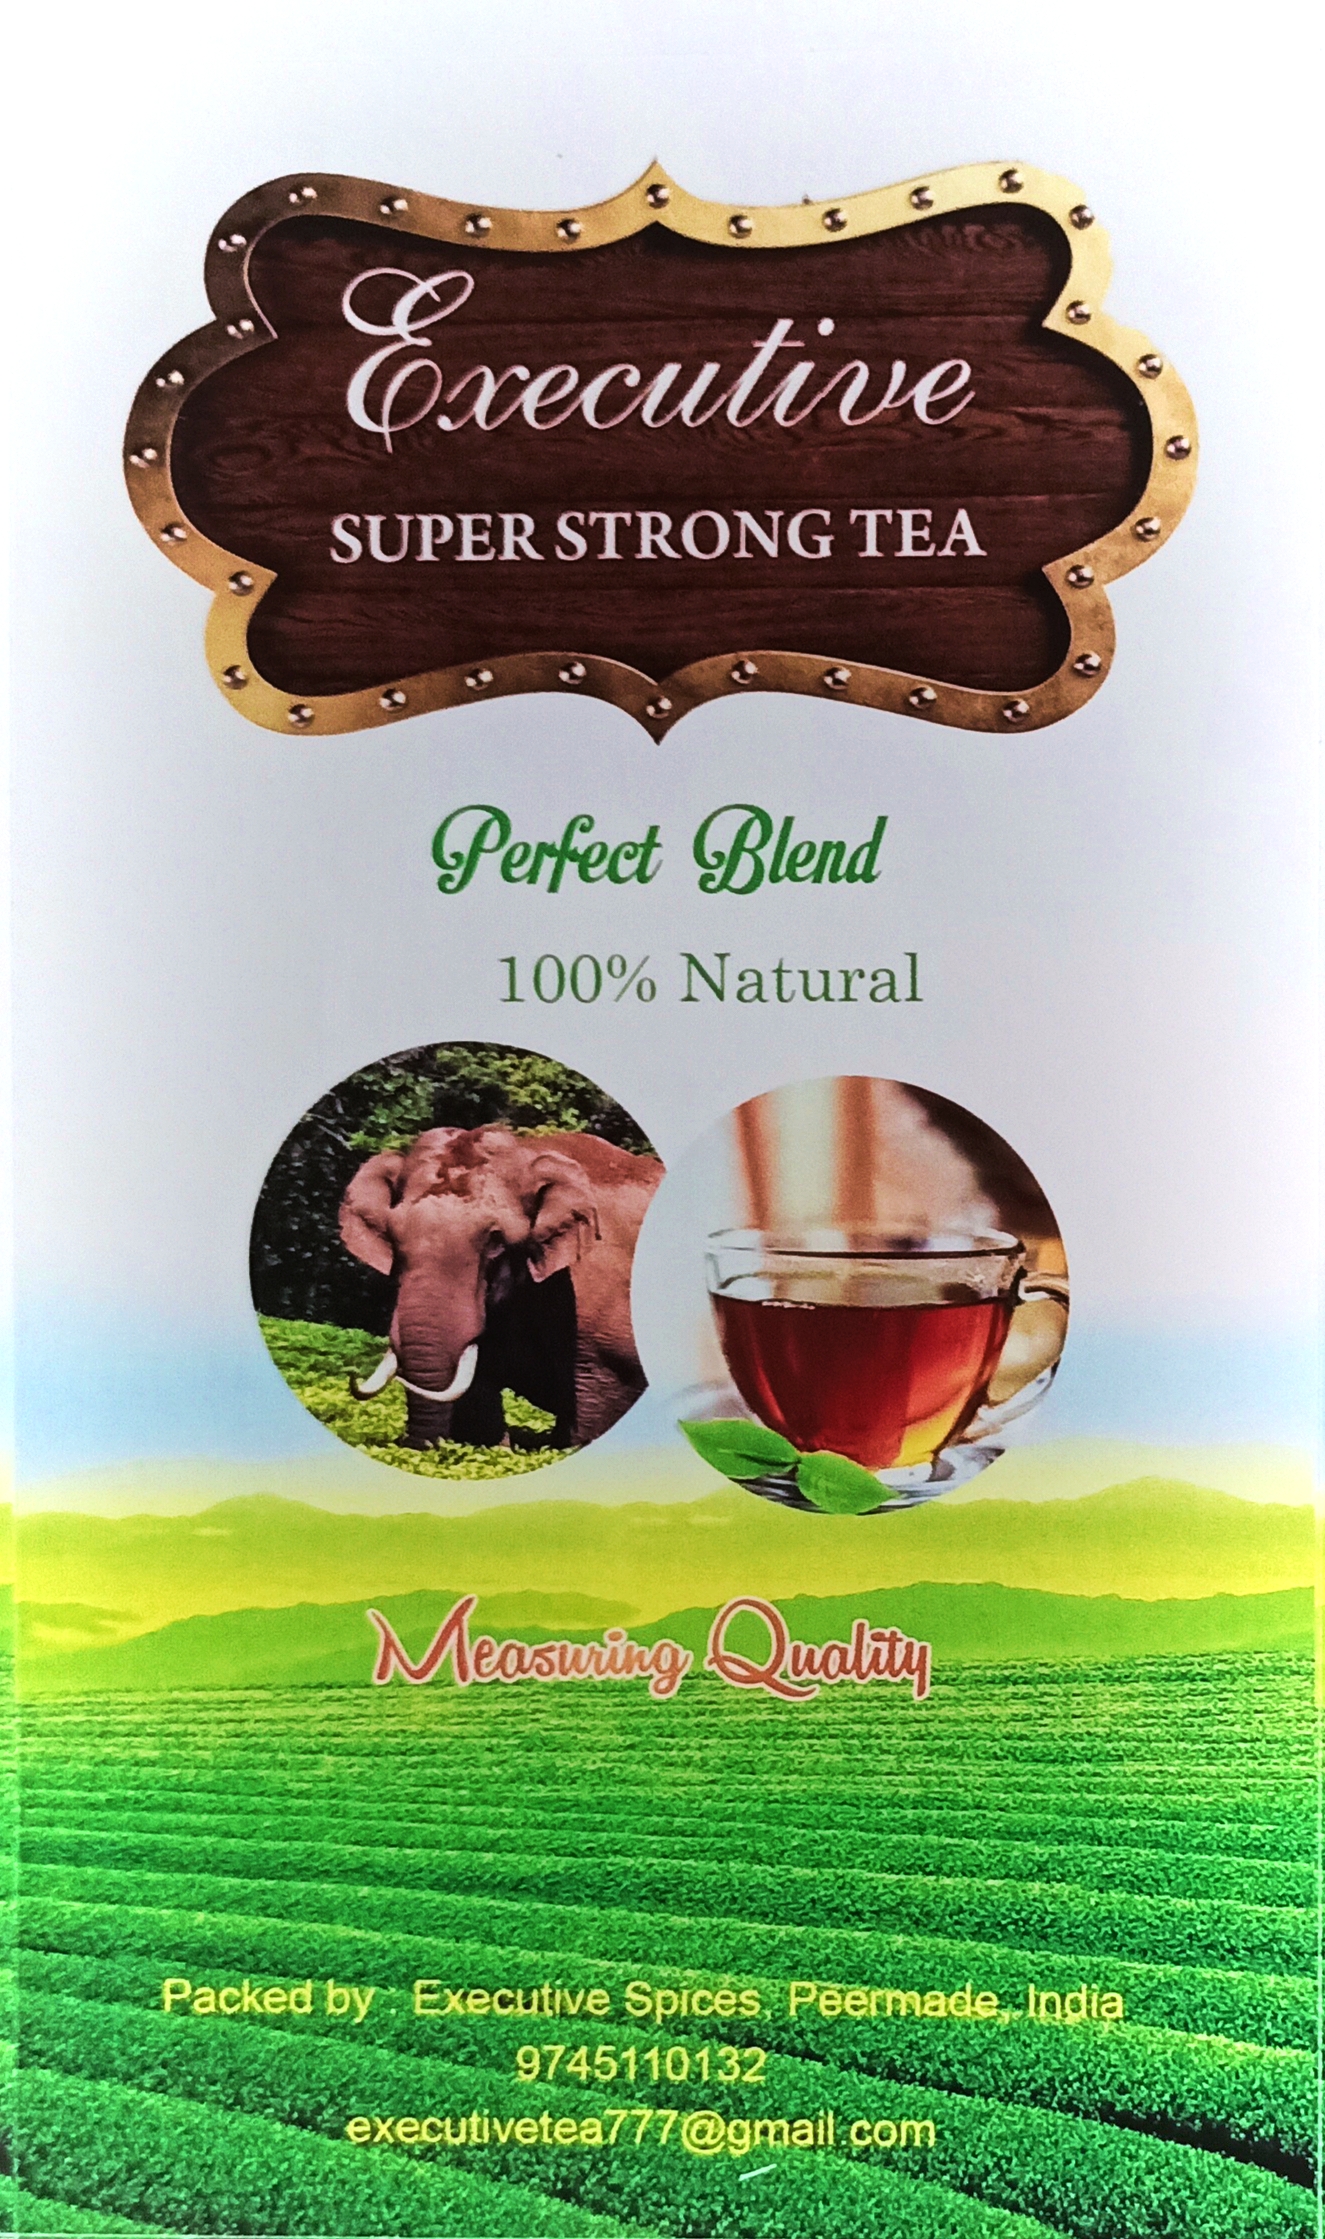 Executive
SUPER STRONG TEA
Perfect Blend
100% Natural
Measuring Quality
Packed by : Executive Spices, Peermade, India
9745110132
executivetea777@gmail.com